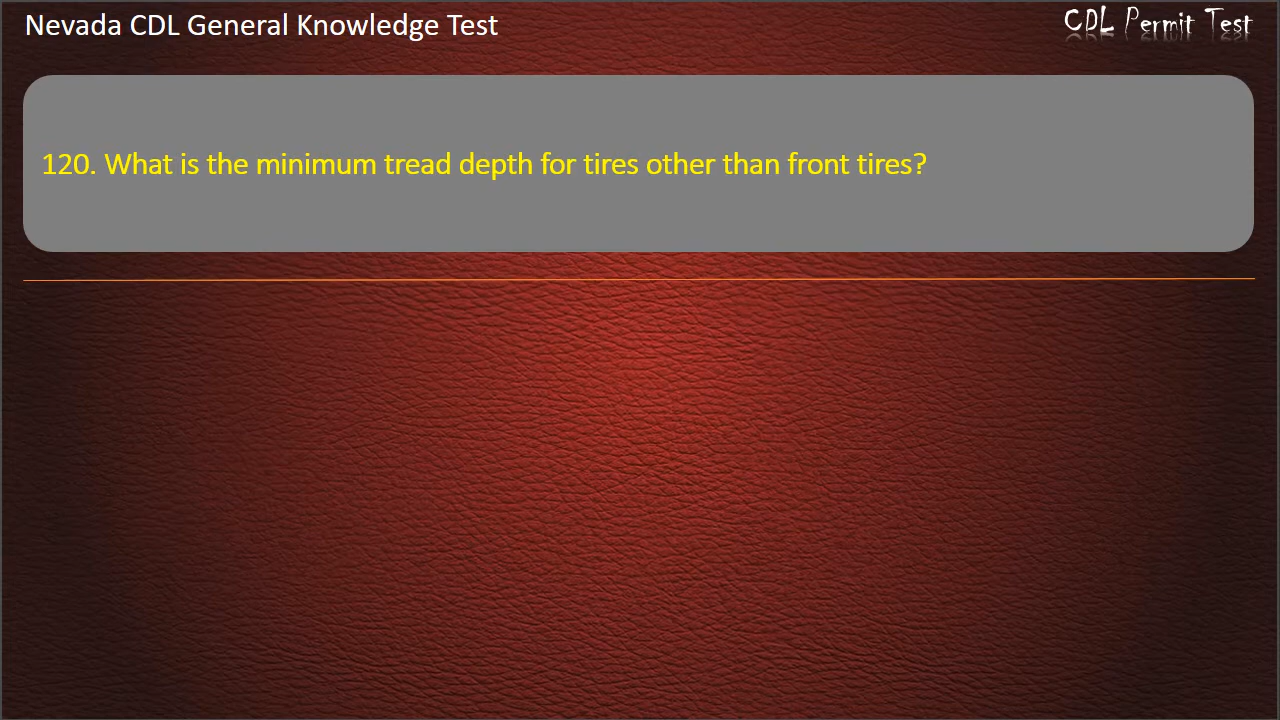 Nevada CDL General Knowledge Test
CDL Permit Test
120. What is the minimum tread depth for tires other than front tires?